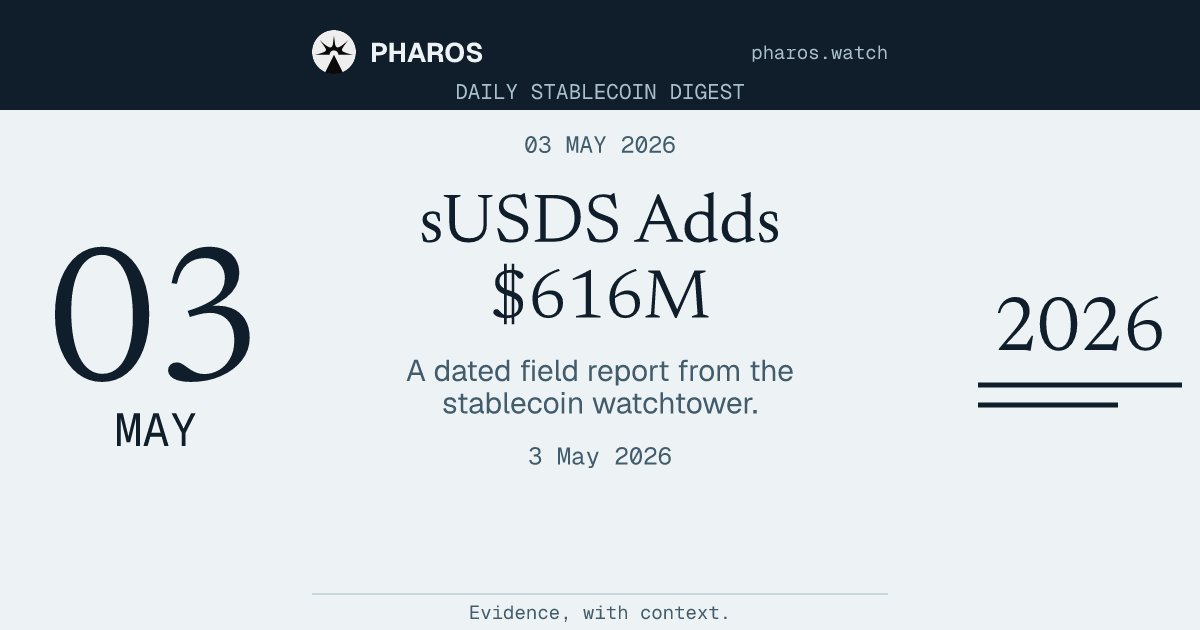 PHAROS
pharos.watch
DAILY STABLECOIN DIGEST
03 MAY 2026
sUSDS Adds
$616M
A dated field report from the
stablecoin watchtower.
3 May 2026
03
MAY
2026
Evidence, with context.